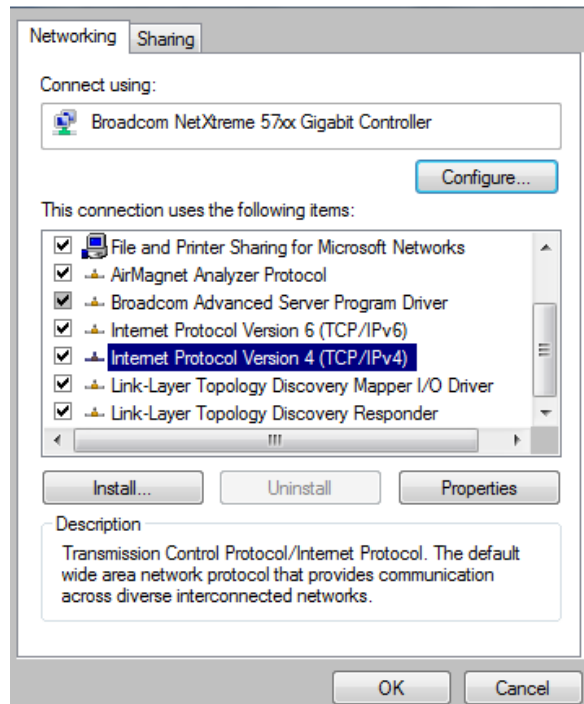 Networking Sharing
Connect using:
Broadcom NetXtreme 57xx Gigabit Controller
Configure...
This connection uses the following items:
File and Printer Sharing for Microsoft Networks
AirMagnet Analyzer Protocol
Broadcom Advanced Server Program Driver
Internet Protocol Version 6 (TCP/IPv6)
Internet Protocol Version 4 (TCP/IPv4)
Link-Layer Topology Discovery Mapper I/O Driver
Link-Layer Topology Discovery Responder
Install... Uninstall Properties
Description
Transmission Control Protocol/Internet Protocol. The default
wide area network protocol that provides communication
across diverse interconnected networks.
OK Cancel